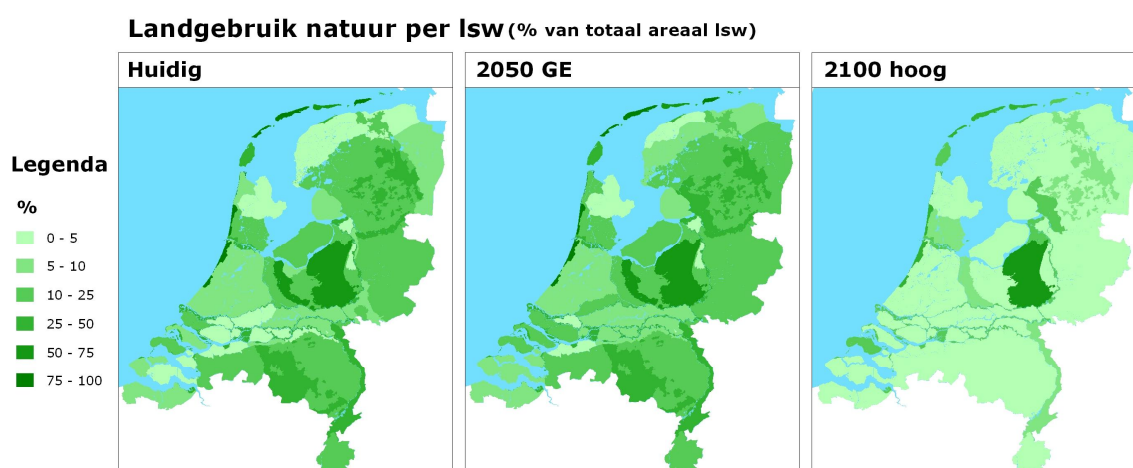 Landgebruik natuur per lsw (% van totaal areaal lsw)
Huidig
2050 GE
2100 hoog
Legenda
%
0 - 5
5 - 10
10 - 25
25 - 50
50 - 75
75 - 100